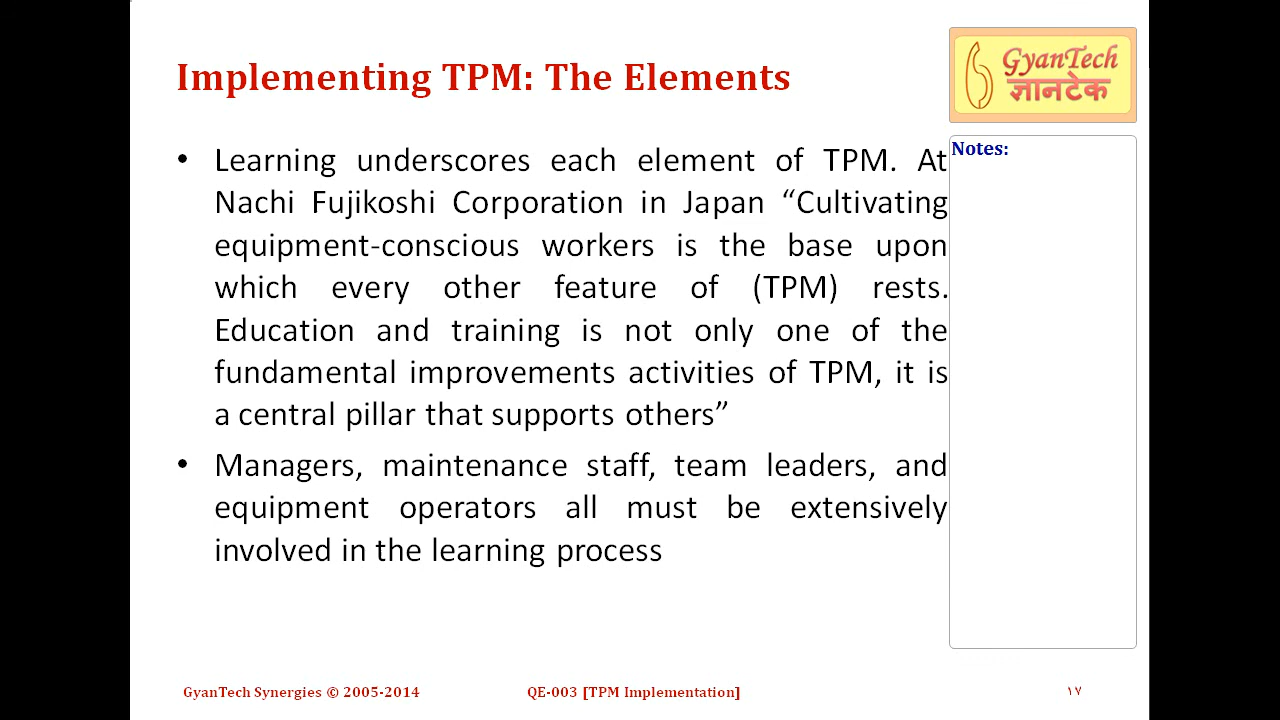 Implementing TPM: The Elements
GyanTech
ज्ञानटेक
• Learning underscores each element of TPM. At
Nachi Fujikoshi Corporation in Japan “Cultivating
equipment-conscious workers is the base upon
which every other feature of (TPM) rests.
Education and training is not only one of the
fundamental improvements activities of TPM, it is
a central pillar that supports others”
• Managers, maintenance staff, team leaders, and
equipment operators all must be extensively
involved in the learning process
Notes:
GyanTech Synergies © 2005-2014
QE-003 [TPM Implementation]
١٧